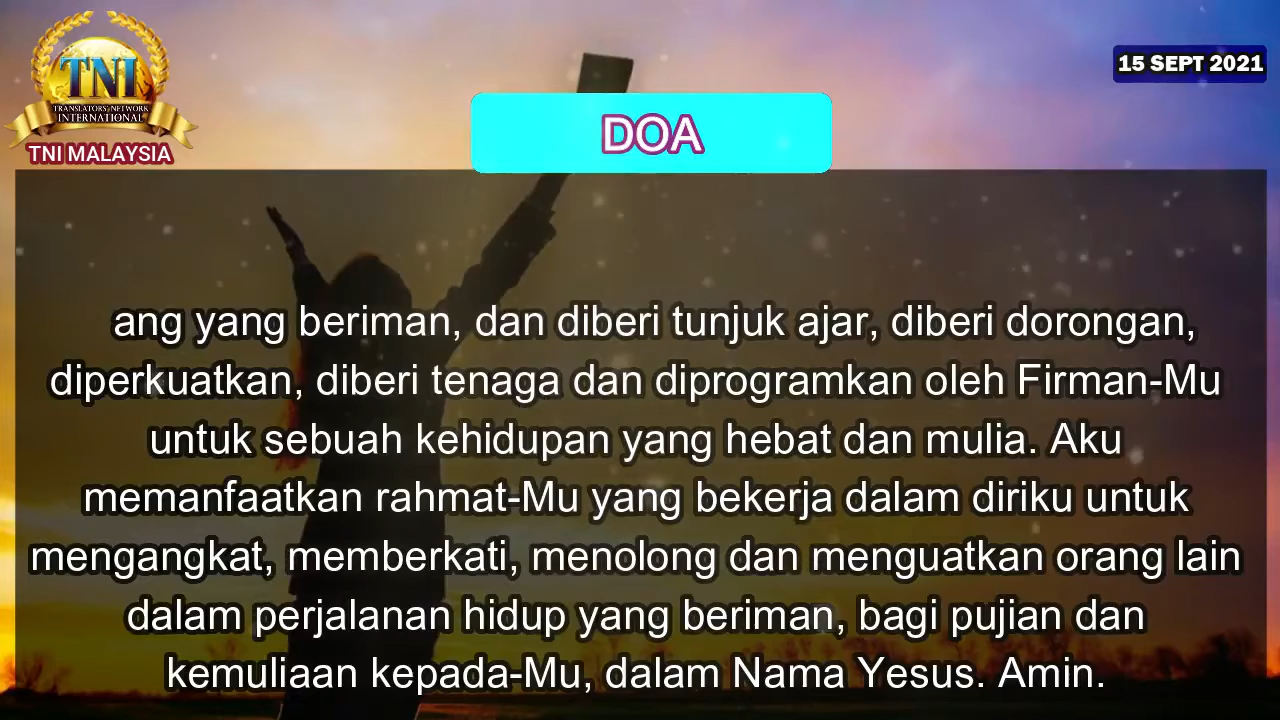 TNI
TRANSLATORS' NETWORK
INTERNATIONAL
TNI MALAYSIA
15 SEPT 2021
DOA
ang yang beriman, dan diberi tunjuk ajar, diberi dorongan,
diperkuatkan, diberi tenaga dan diprogramkan oleh Firman-Mu
untuk sebuah kehidupan yang hebat dan mulia. Aku
memanfaatkan rahmat-Mu yang bekerja dalam diriku untuk
mengangkat, memberkati, menolong dan menguatkan orang lain
dalam perjalanan hidup yang beriman, bagi pujian dan
kemuliaan kepada-Mu, dalam Nama Yesus. Amin.